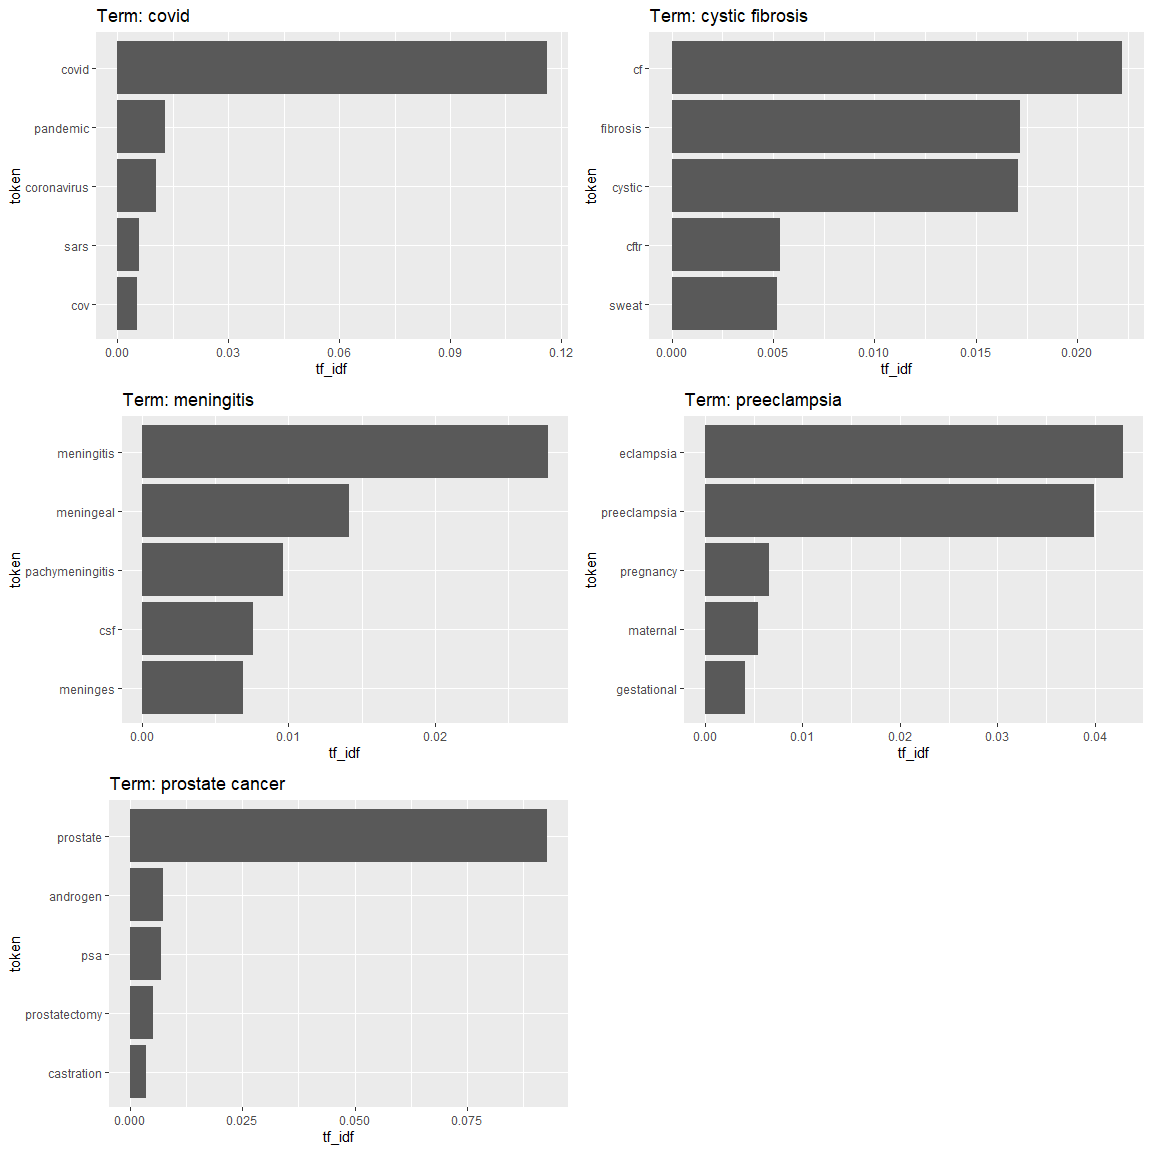 Term: covid
covid
pandemic
coronavirus
sars
cov
token
0.00 0.03 0.06 0.09 0.12
tf_idf
Term: cystic fibrosis
cf
fibrosis
cystic
cftr
sweat
token
0.000 0.005 0.010 0.015 0.020
tf_idf
Term: meningitis
meningitis
meningeal
pachymeningitis
csf
meninges
token
0.00 0.01 0.02
tf_idf
Term: preeclampsia
eclampsia
preeclampsia
pregnancy
maternal
gestational
token
0.00 0.01 0.02 0.03 0.04
tf_idf
Term: prostate cancer
prostate
androgen
psa
prostatectomy
castration
token
0.000 0.025 0.050 0.075
tf_idf